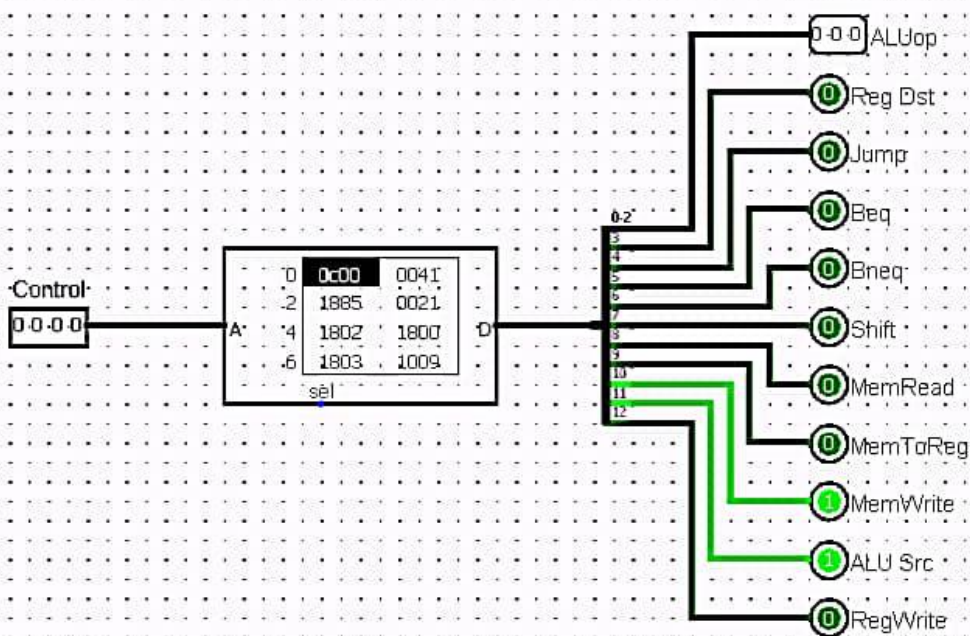 0 0 0 ALUop
0 Reg Dst
0 Jump
0 Beq
0-2
3
4
5
6
7
8
9
10
11
12
0 Bneq
Control
0 0 0 0
A
0 0c00 0041
2 1885 0021
4 1802 1800
6 1803 1009
D
sel
0 Shift
0 MemRead
0 MemToReg
1 MemWrite
1 ALU Src
0 RegWrite